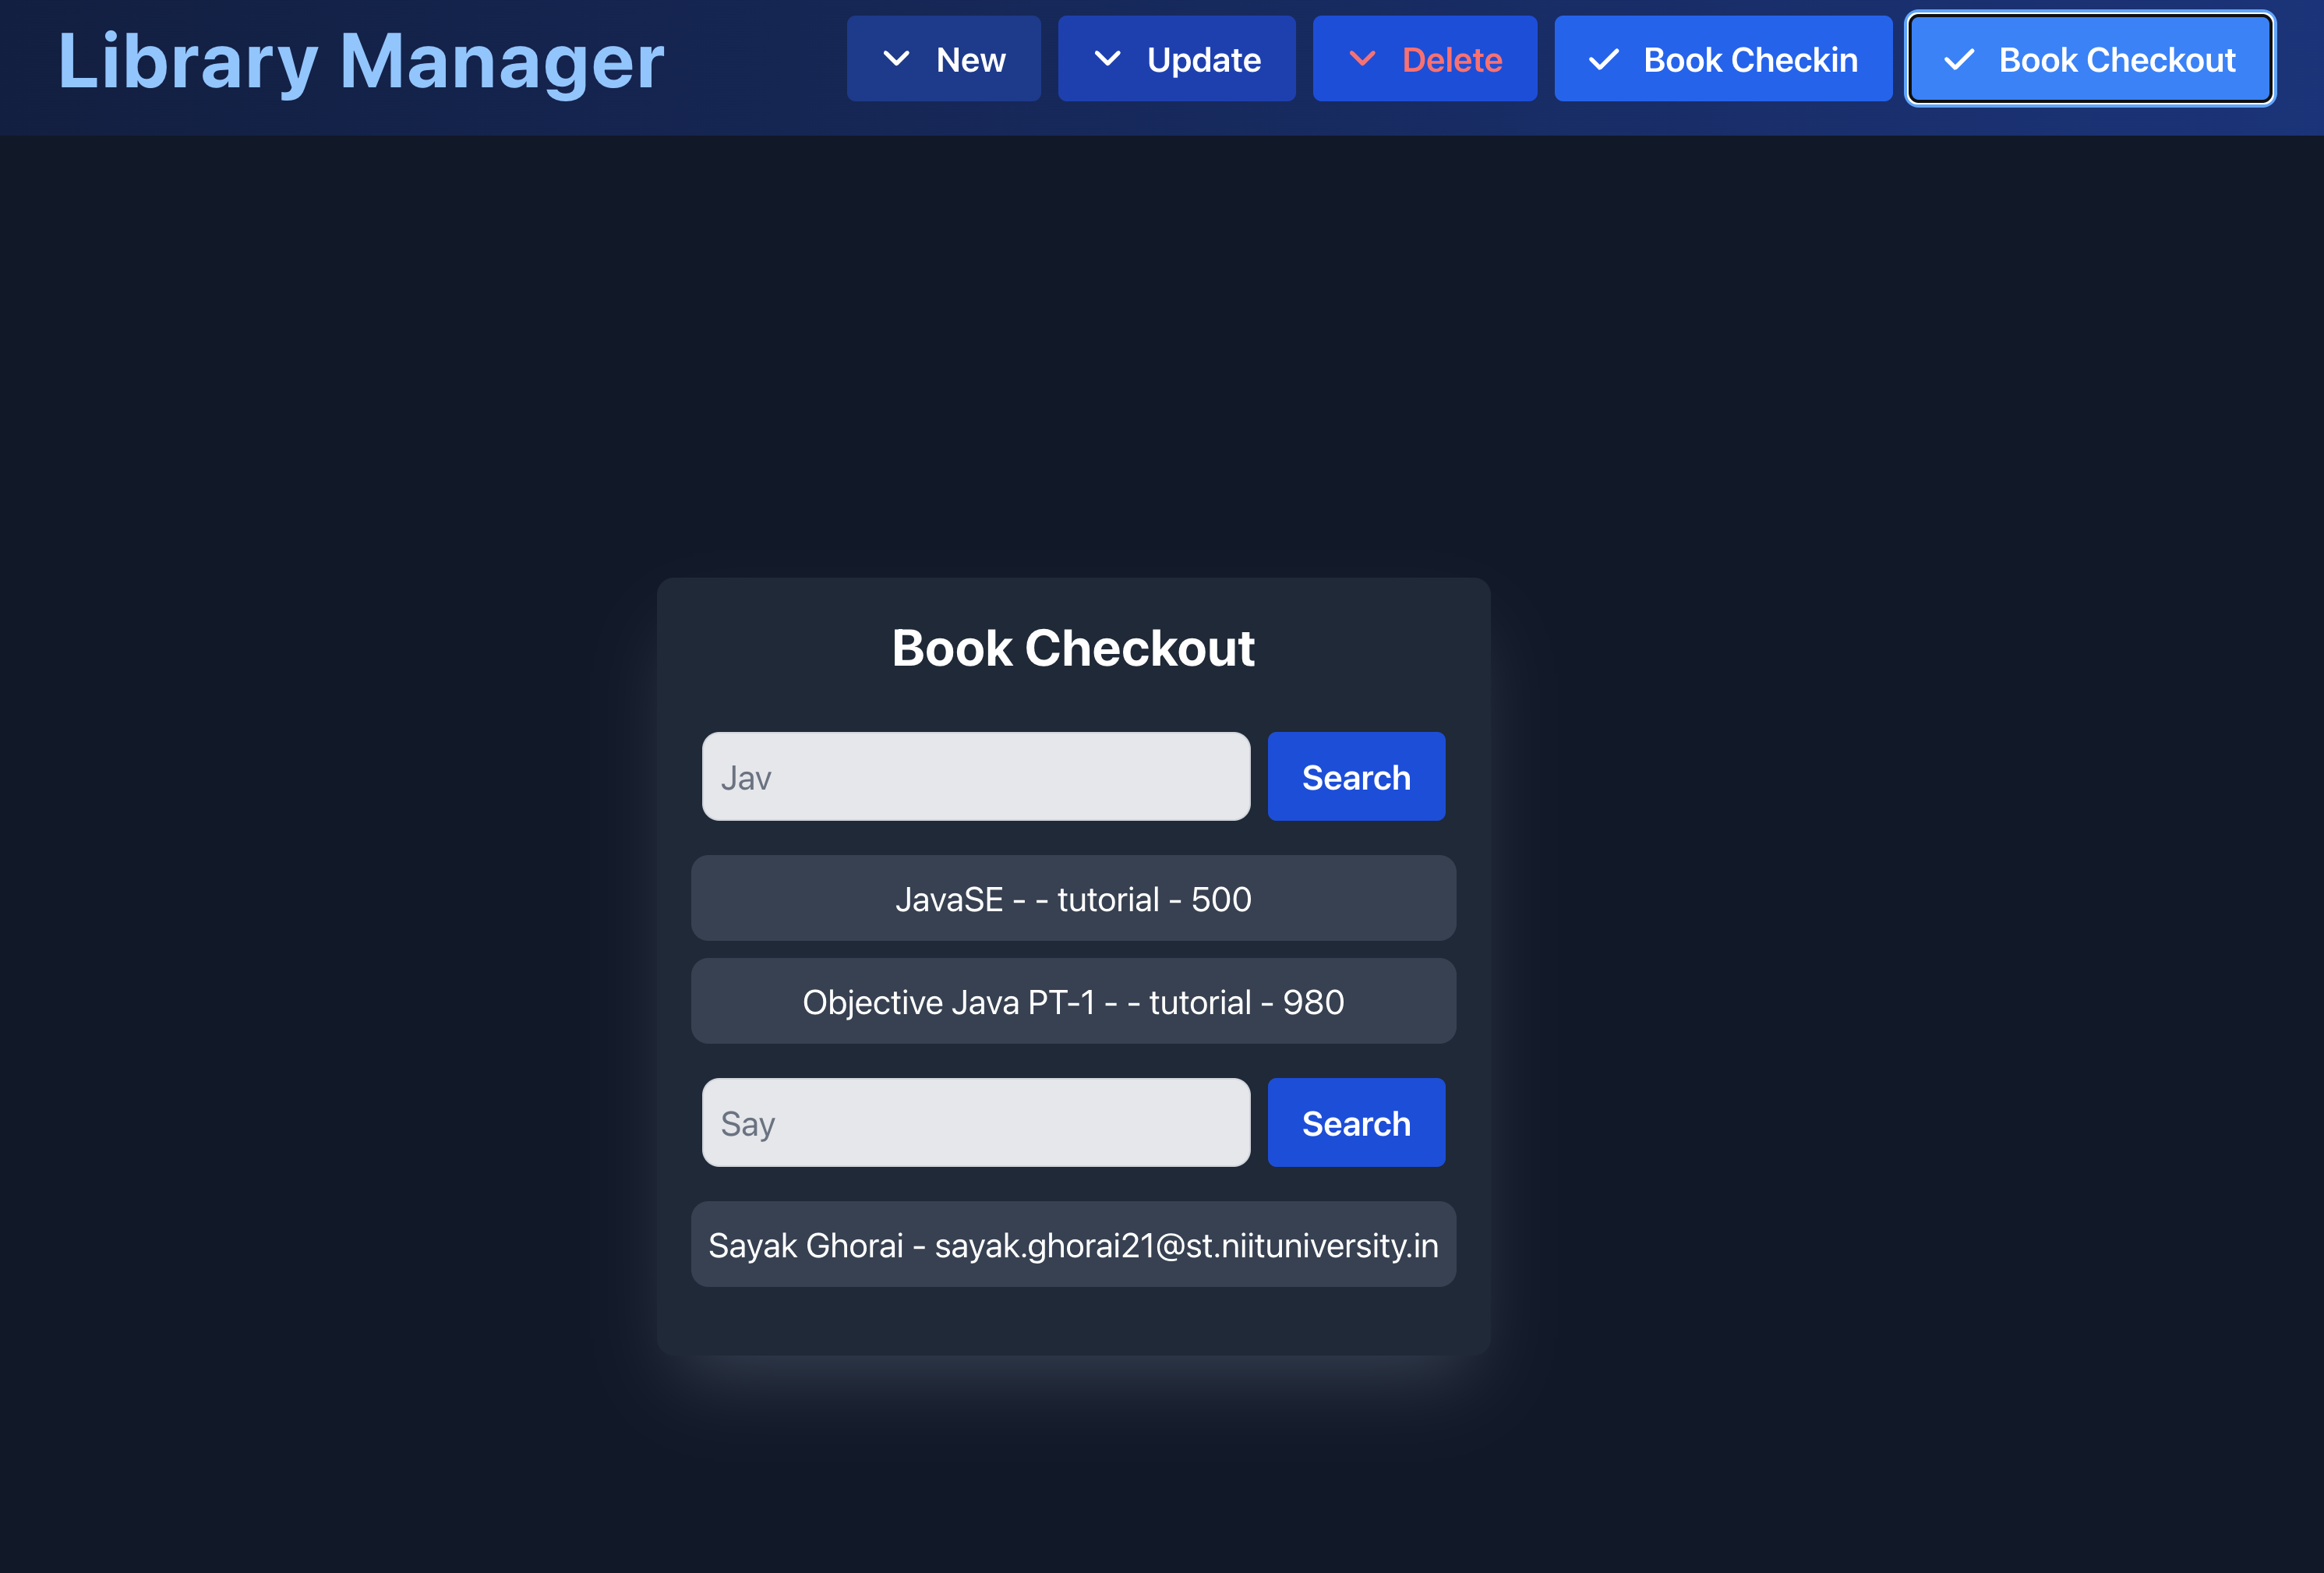 Library Manager
New
Update
Delete
Book Checkin
Book Checkout
Book Checkout
Jav
Search
JavaSE - - tutorial - 500
Objective Java PT-1 - - tutorial - 980
Say
Search
Sayak Ghorai - sayak.ghorai21@st.niituniversity.in